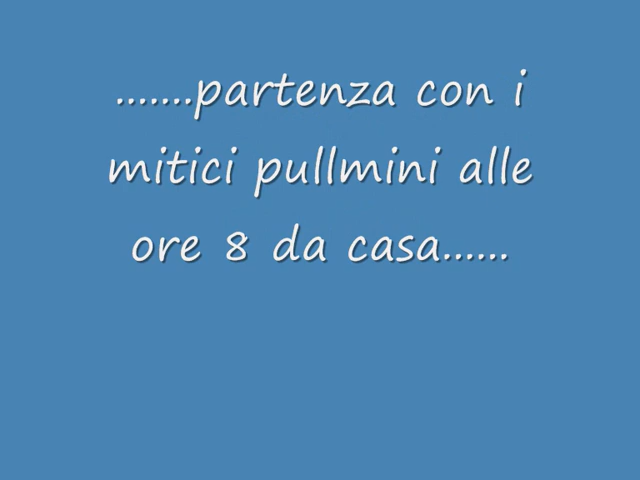 .......partenza con i
mitici pullmini alle
ore 8 da casa......